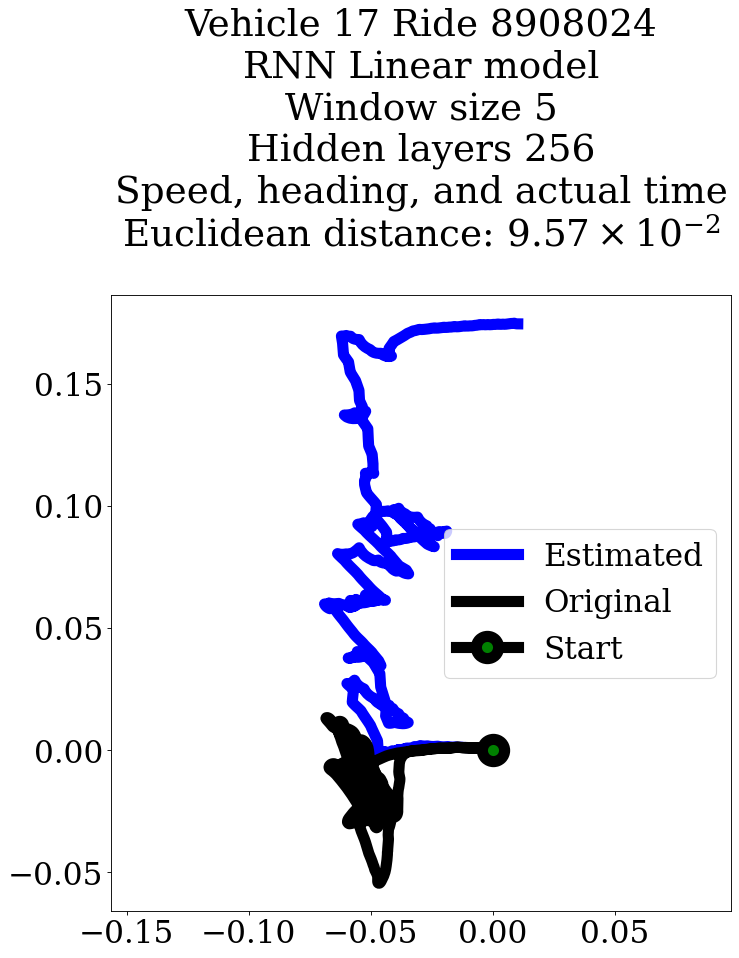 Vehicle 17 Ride 8908024
RNN Linear model
Window size 5
Hidden layers 256
Speed, heading, and actual time
Euclidean distance: 9.57 × 10⁻²
0.15
0.10
0.05
0.00
−0.05
Estimated
Original
Start
−0.15 −0.10 −0.05 0.00 0.05